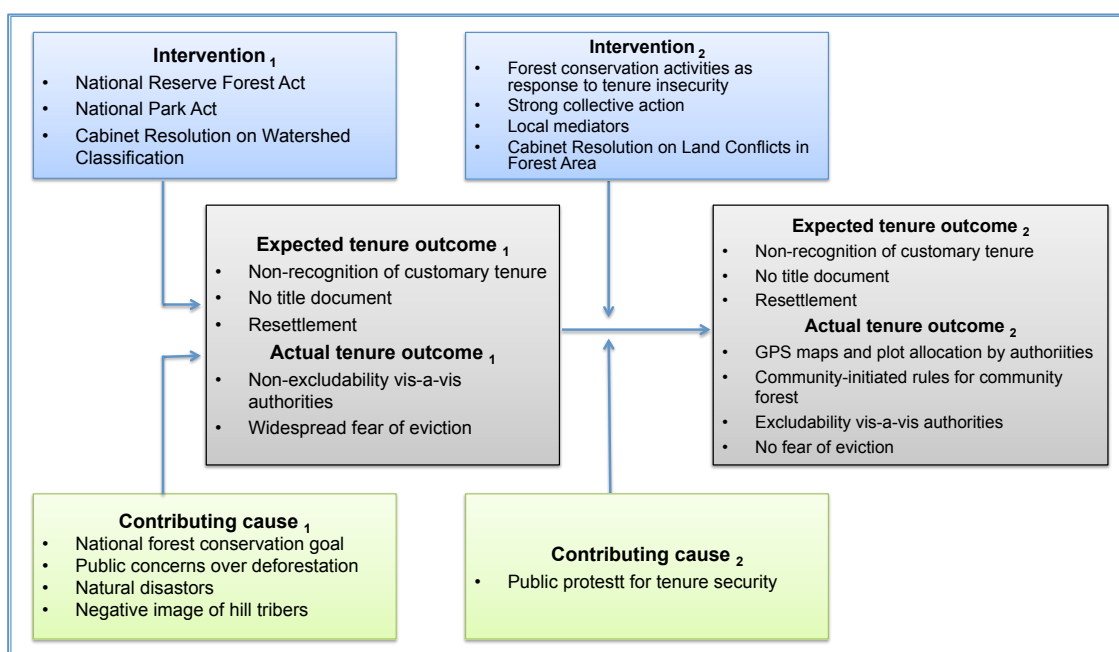 Intervention 1
• National Reserve Forest Act
• National Park Act
• Cabinet Resolution on Watershed
Classification
Intervention 2
• Forest conservation activities as
response to tenure insecurity
• Strong collective action
• Local mediators
• Cabinet Resolution on Land Conflicts in
Forest Area
Expected tenure outcome 1
• Non-recognition of customary tenure
• No title document
• Resettlement
Actual tenure outcome 1
• Non-excludability vis-a-vis
authorities
• Widespread fear of eviction
Expected tenure outcome 2
• Non-recognition of customary tenure
• No title document
• Resettlement
Actual tenure outcome 2
• GPS maps and plot allocation by authoriities
• Community-initiated rules for community
forest
• Excludability vis-a-vis authorities
• No fear of eviction
Contributing cause 1
• National forest conservation goal
• Public concerns over deforestation
• Natural disastors
• Negative image of hill tribers
Contributing cause 2
• Public protestt for tenure security